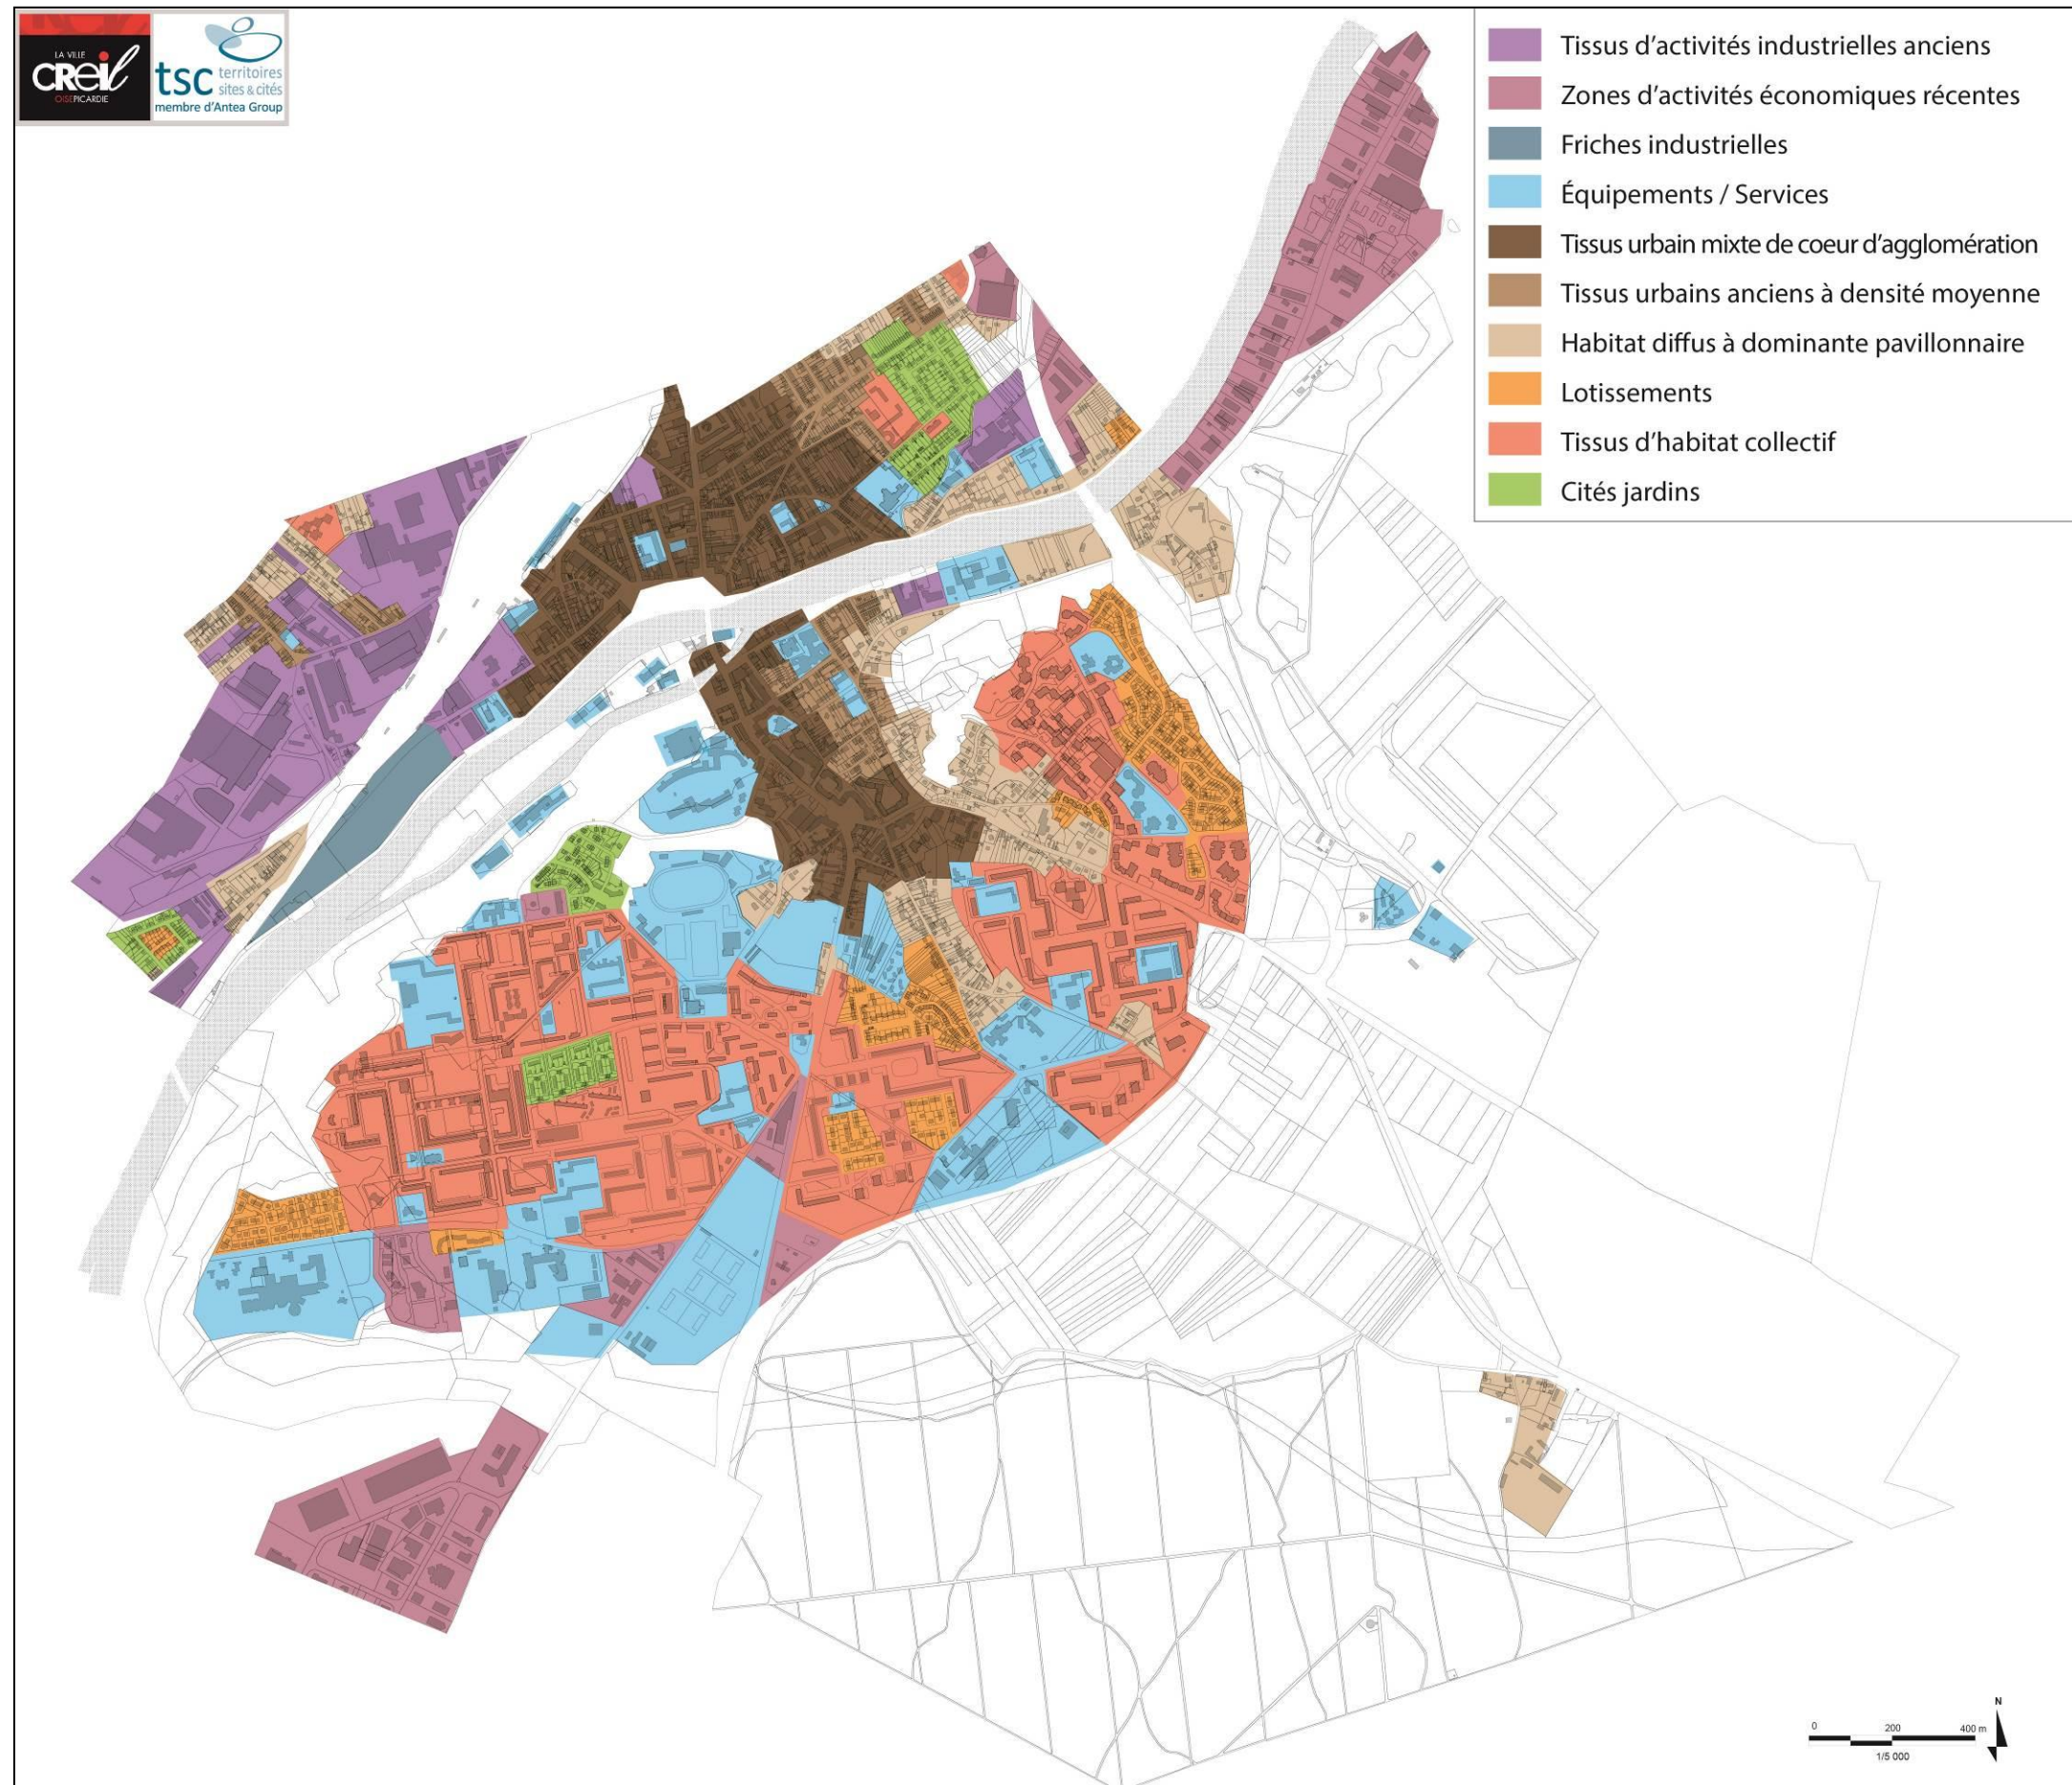 LA VILLE
CREIL
OISEPICARDIE
tsc territoires
sites & cités
membre d'Antea Group
Tissus d'activités industrielles anciens
Zones d'activités économiques récentes
Friches industrielles
Équipements / Services
Tissus urbain mixte de coeur d'agglomération
Tissus urbains anciens à densité moyenne
Habitat diffus à dominante pavillonnaire
Lotissements
Tissus d'habitat collectif
Cités jardins
N
0 200 400 m
1/5 000